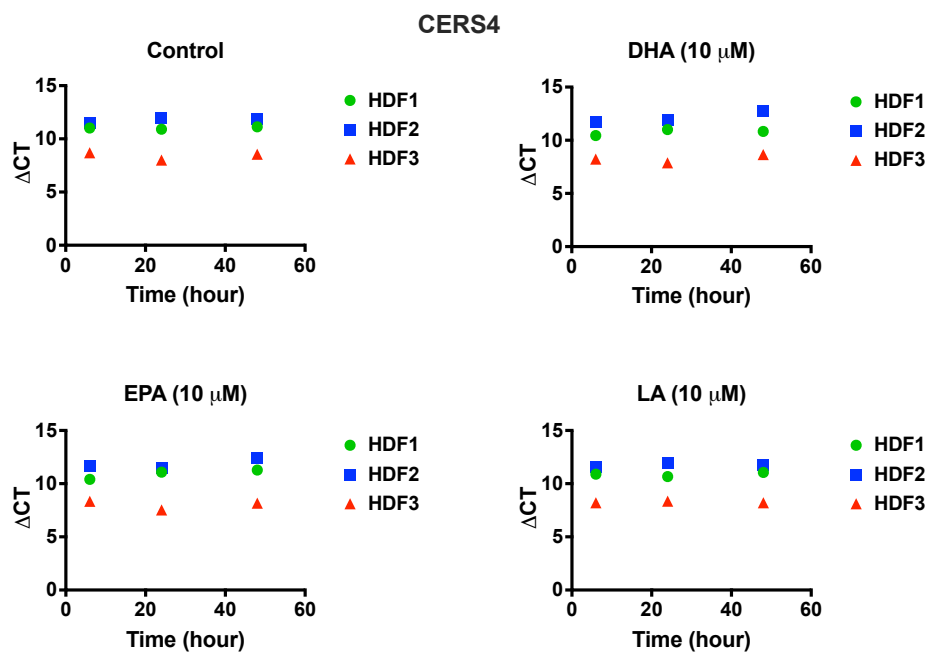 CERS4
Control
15
10
5
0
ΔCT
0 20 40 60
Time (hour)
HDF1
HDF2
HDF3
DHA (10 μM)
15
10
5
0
ΔCT
0 20 40 60
Time (hour)
HDF1
HDF2
HDF3
EPA (10 μM)
15
10
5
0
ΔCT
0 20 40 60
Time (hour)
HDF1
HDF2
HDF3
LA (10 μM)
15
10
5
0
ΔCT
0 20 40 60
Time (hour)
HDF1
HDF2
HDF3